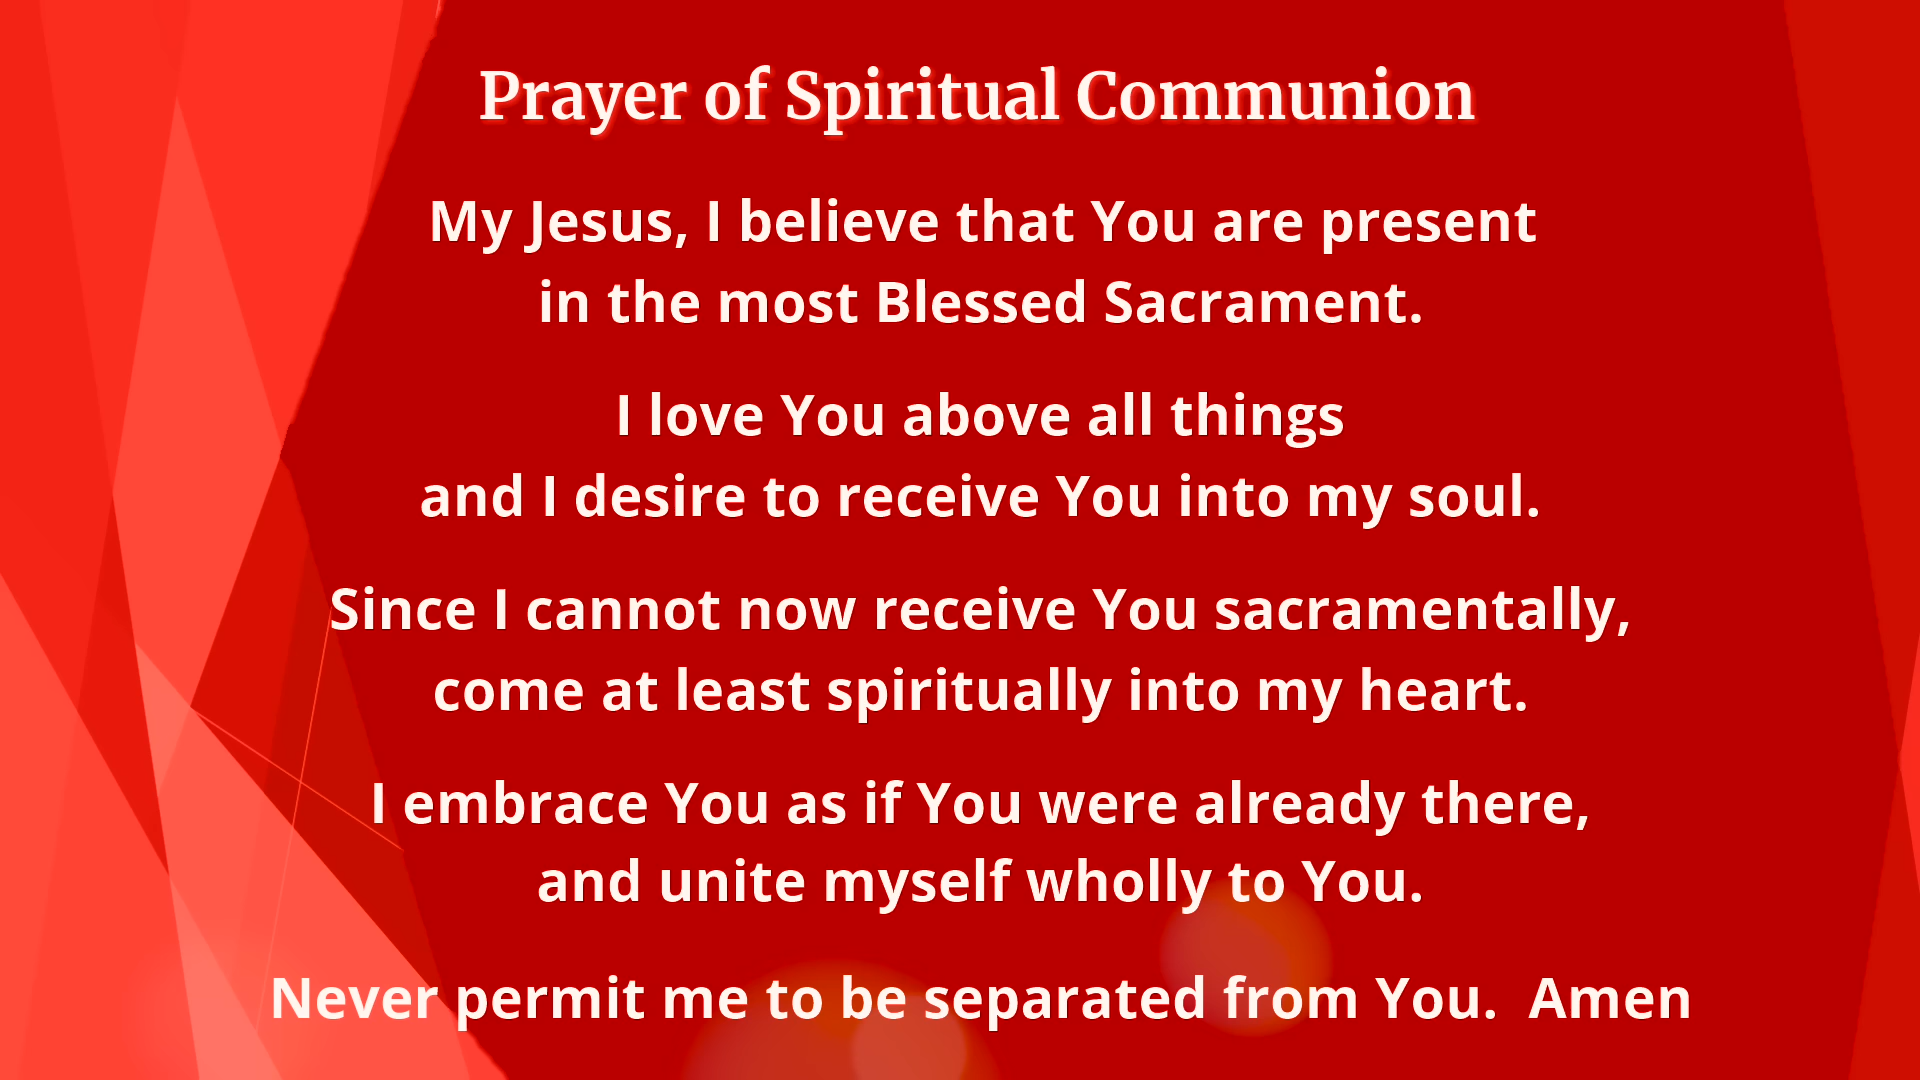 Prayer of Spiritual Communion
My Jesus, I believe that You are present
in the most Blessed Sacrament.
I love You above all things
and I desire to receive You into my soul.
Since I cannot now receive You sacramentally,
come at least spiritually into my heart.
I embrace You as if You were already there,
and unite myself wholly to You.
Never permit me to be separated from You.  Amen